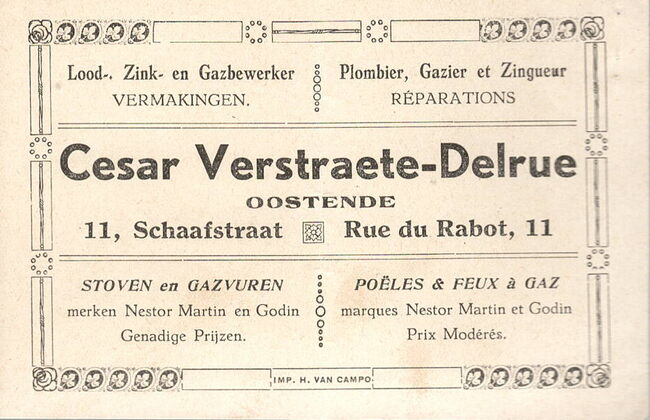 Lood-, Zink- en Gazbewerker
VERMAKINGEN.
Plombier, Gazier et Zingueur
RÉPARATIONS
Cesar Verstraete-Delrue
OOSTENDE
11, Schaafstraat
Rue du Rabot, 11
STOVEN en GAZVUREN
merken Nestor Martin en Godin
Genadige Prijzen.
POËLES & FEUX à GAZ
marques Nestor Martin et Godin
Prix Modérés.
IMP. H. VAN CAMPO